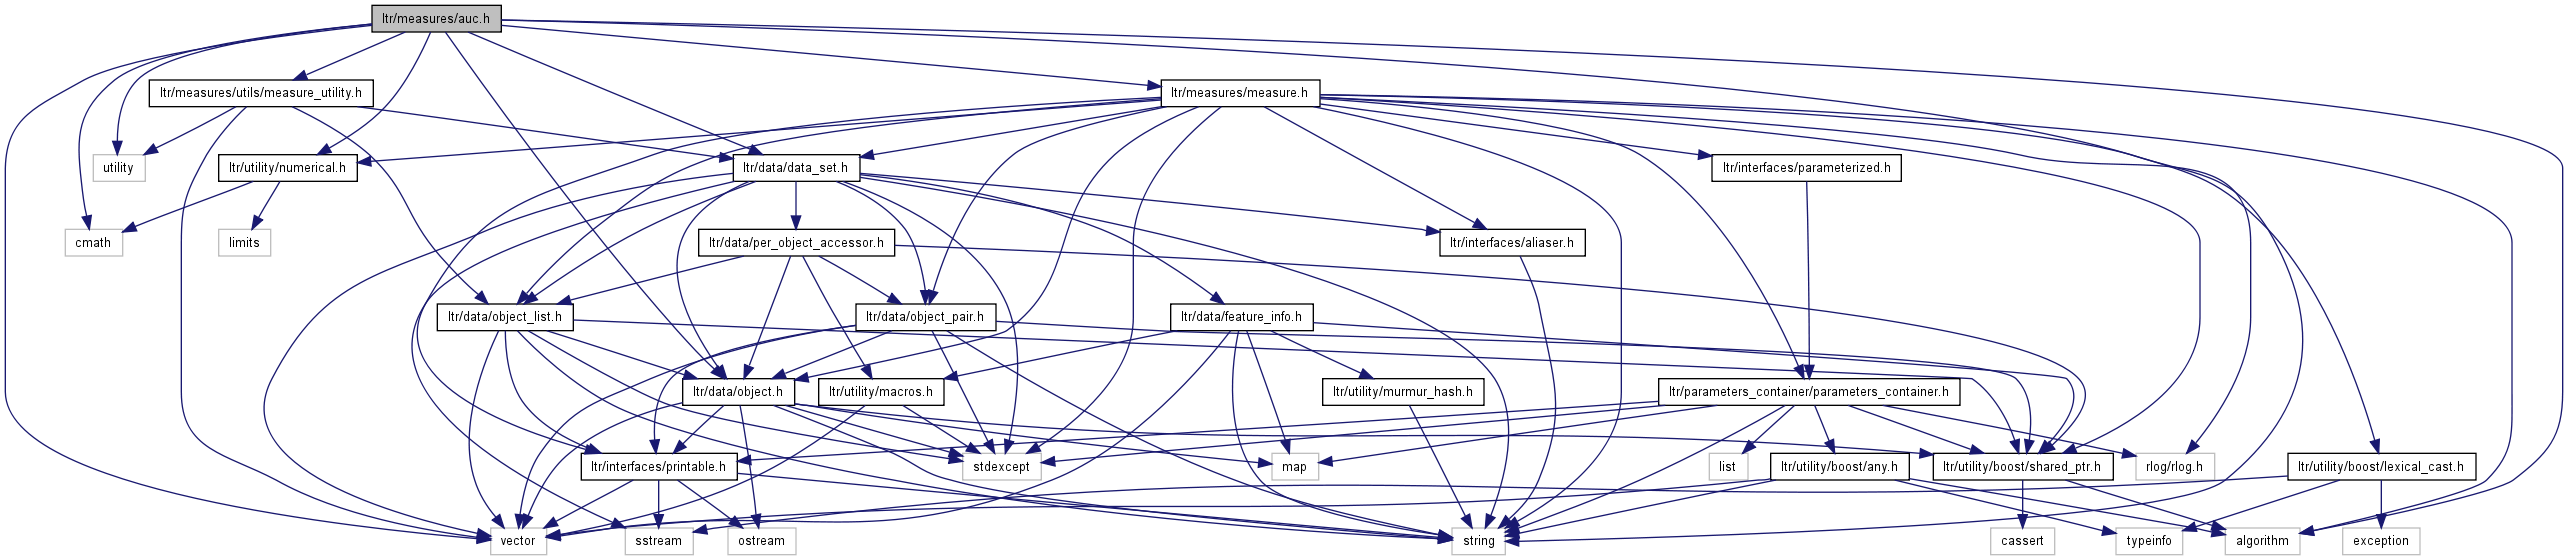 ltr/measures/auc.h
ltr/measures/utils/measure_utility.h
ltr/measures/measure.h
utility
ltr/utility/numerical.h
ltr/data/data_set.h
ltr/interfaces/parameterized.h
cmath
limits
ltr/data/per_object_accessor.h
ltr/interfaces/aliaser.h
ltr/data/object_list.h
ltr/data/object_pair.h
ltr/data/feature_info.h
ltr/data/object.h
ltr/utility/macros.h
ltr/utility/murmur_hash.h
ltr/parameters_container/parameters_container.h
ltr/interfaces/printable.h
stdexcept
map
list
ltr/utility/boost/any.h
ltr/utility/boost/shared_ptr.h
rlog/rlog.h
ltr/utility/boost/lexical_cast.h
vector
sstream
ostream
string
cassert
typeinfo
algorithm
exception